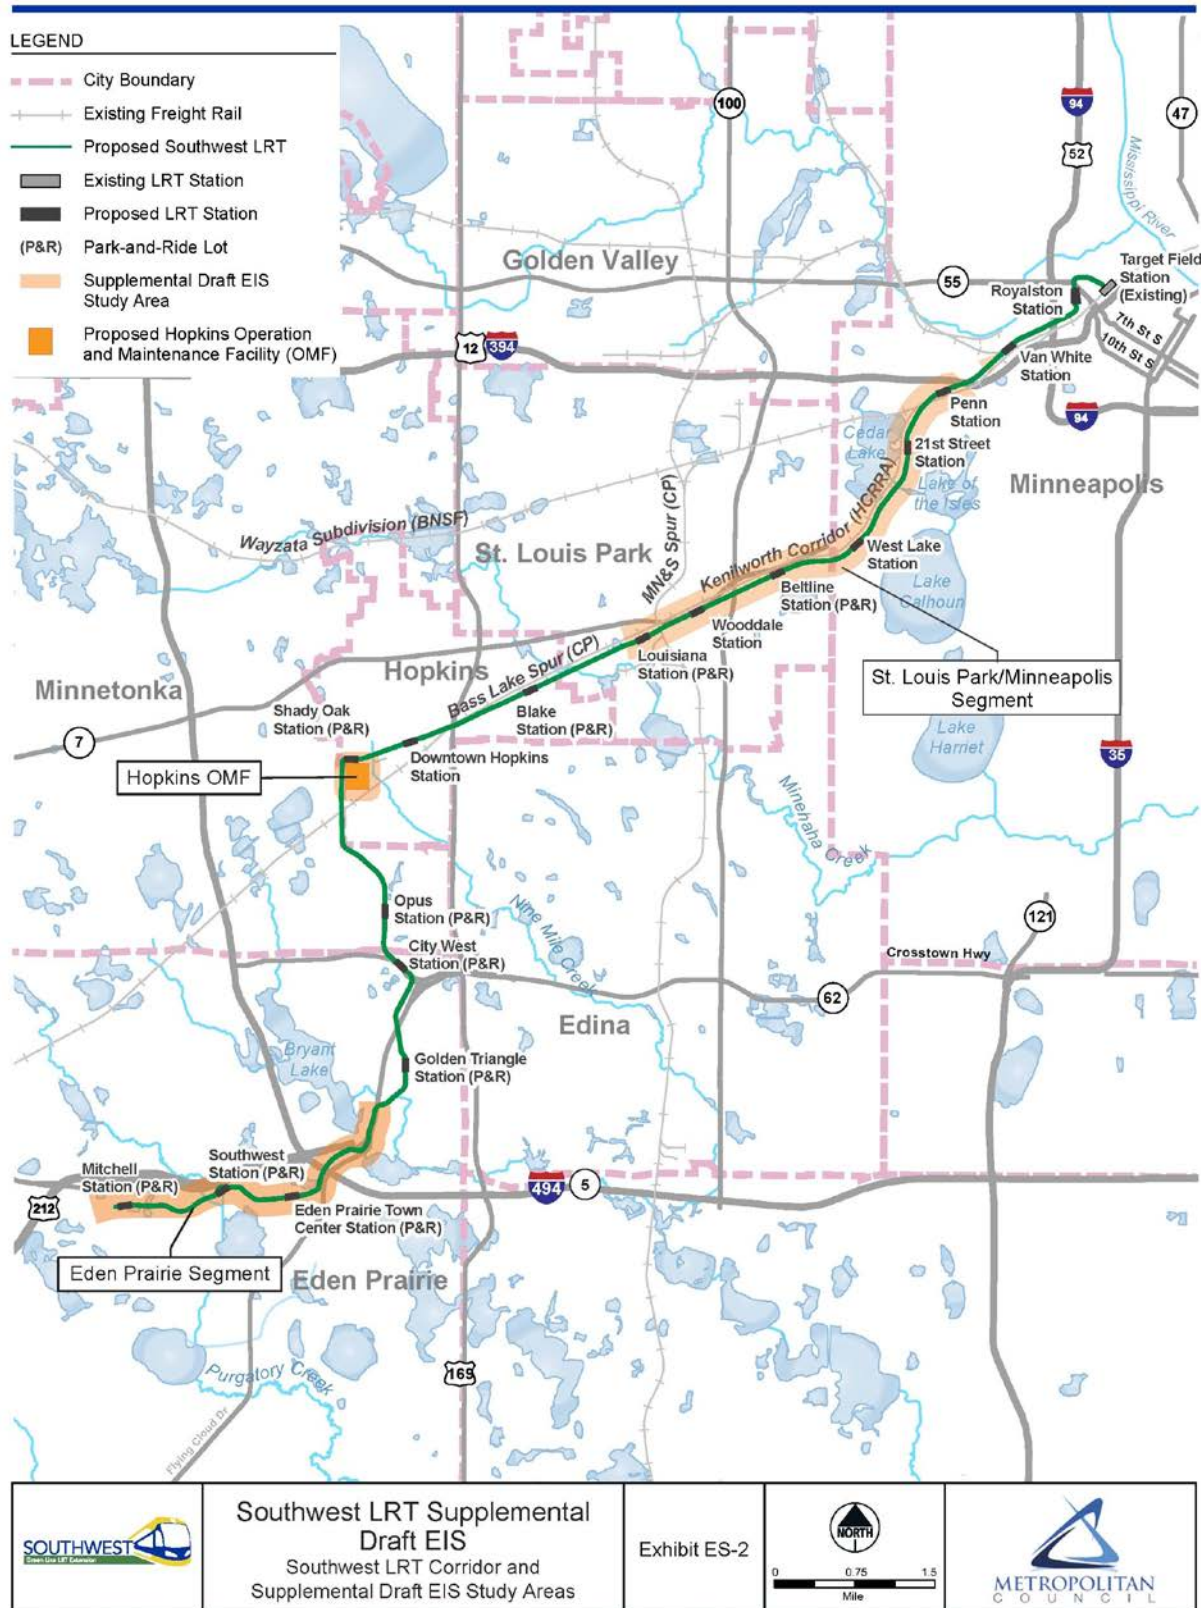 LEGEND
City Boundary
Existing Freight Rail
Proposed Southwest LRT
Existing LRT Station
Proposed LRT Station
(P&R) Park-and-Ride Lot
Supplemental Draft EIS
Study Area
Proposed Hopkins Operation
and Maintenance Facility (OMF)
100
94
47
52
Mississippi River
Golden Valley
55
Target Field
Station
(Existing)
Royalston
Station
7th St S
10th St S
12
394
Van White
Station
Penn
Station
94
Cedar
Lake
21st Street
Station
Lake of
the Isles
Minneapolis
MN&S Spur (CP)
Kenilworth Corridor (HCRRA)
Wayzata Subdivision (BNSF)
St. Louis Park
West Lake
Station
Beltline
Station (P&R)
Lake
Calhoun
Wooddale
Station
Louisiana
Station (P&R)
St. Louis Park/Minneapolis
Segment
Bass Lake Spur (CP)
Hopkins
Minnetonka
Shady Oak
Station (P&R)
Blake
Station (P&R)
Lake
Harriet
7
Downtown Hopkins
Station
35
Hopkins OMF
Minehaha Creek
Opus
Station (P&R)
Nine Mile Creek
121
City West
Station (P&R)
Crosstown Hwy
62
Edina
Bryant
Lake
Golden Triangle
Station (P&R)
Mitchell
Station (P&R)
Southwest
Station (P&R)
494
5
212
Eden Prairie Town
Center Station (P&R)
Eden Prairie Segment
Eden Prairie
169
Purgatory Creek
Flying Cloud Dr
SOUTHWEST
Green Line LRT Extension
Southwest LRT Supplemental
Draft EIS
Southwest LRT Corridor and
Supplemental Draft EIS Study Areas
Exhibit ES-2
NORTH
0 0.75 1.5
Mile
METROPOLITAN
COUNCIL